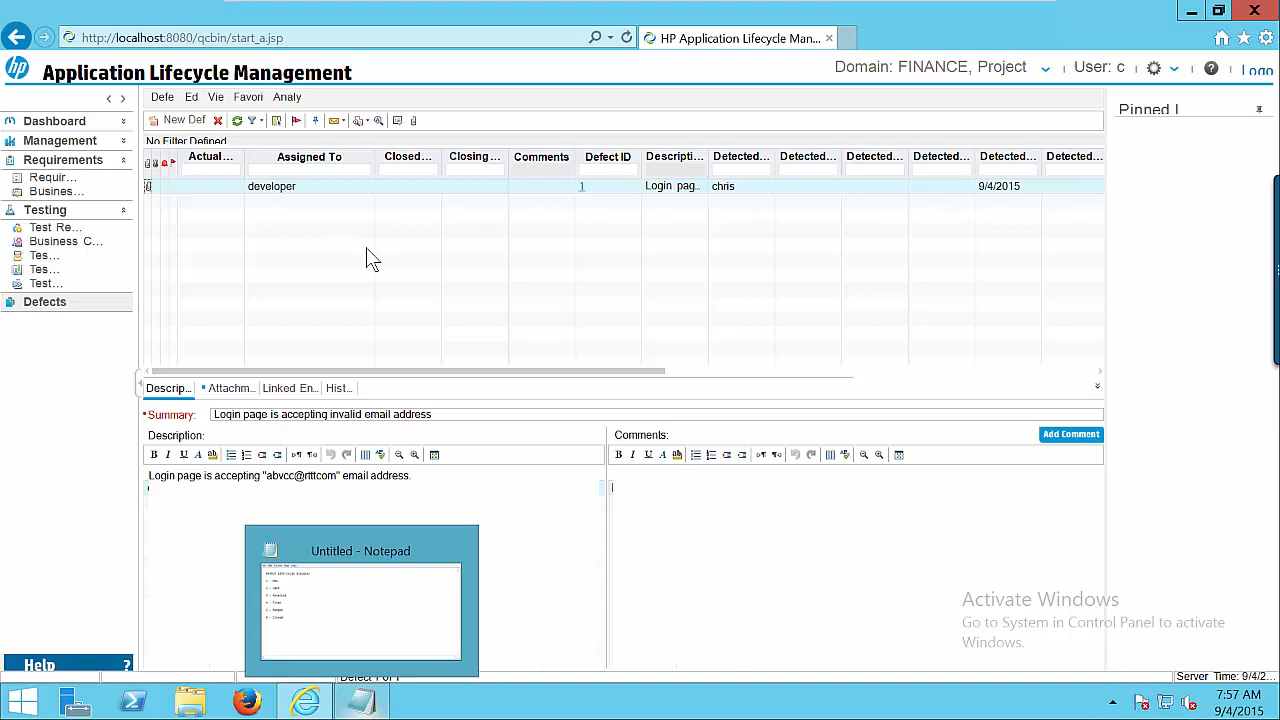 http://localhost:8080/qcbin/start_a.jsp
HP Application Lifecycle Man...
hp
Application Lifecycle Management
Domain: FINANCE, Project
User: c
Logo
Defe Ed Vie Favori Analy
New Def
No Filter Defined
Dashboard
Management
Requirements
Requir...
Busines...
Testing
Test Re...
Business C...
Tes...
Tes...
Test...
Defects
Help ?
Actual... Assigned To Closed... Closing... Comments Defect ID Descripti... Detected... Detected... Detected... Detected... Detected... Detected...
developer 1 Login pag... chris 9/4/2015
Pinned I
Descrip... Attachm... Linked En... Hist...
Summary: Login page is accepting invalid email address
Description:
Comments:
Add Comment
Login page is accepting "abvcc@rtttcom" email address.
Untitled - Notepad
Defect 1 of 1
Activate Windows
Go to System in Control Panel to activate
Windows.
Server Time: 9/4/2...
7:57 AM
9/4/2015